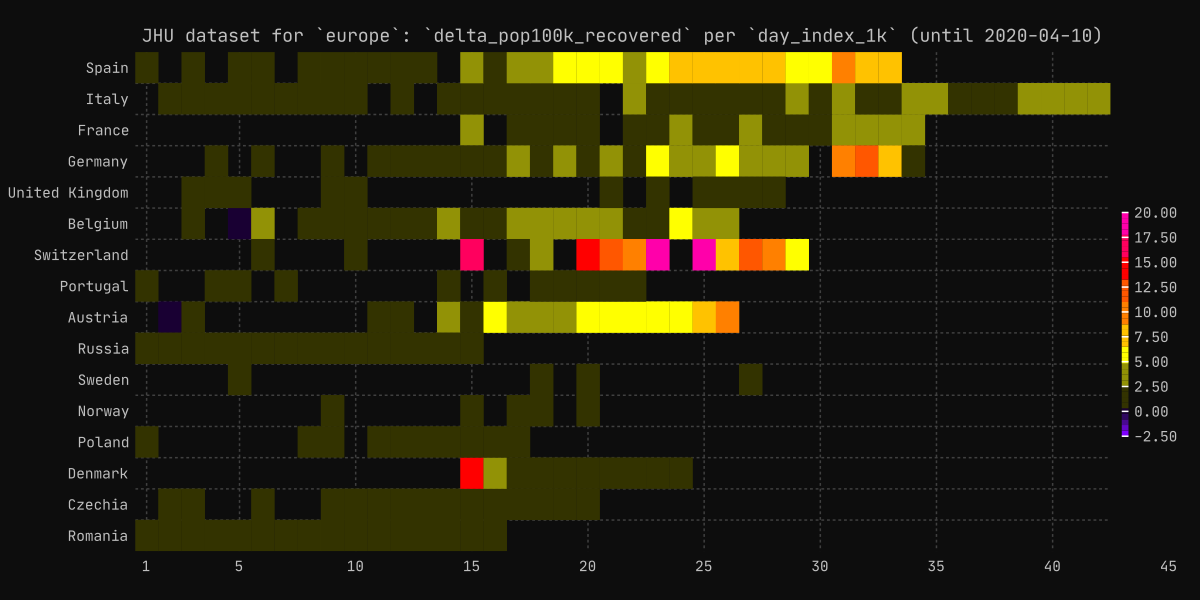 JHU dataset for `europe`: `delta_pop100k_recovered` per `day_index_1k` (until 2020-04-10)
Spain
Italy
France
Germany
United Kingdom
Belgium
Switzerland
Portugal
Austria
Russia
Sweden
Norway
Poland
Denmark
Czechia
Romania
1 5 10 15 20 25 30 35 40 45
20.00
17.50
15.00
12.50
10.00
7.50
5.00
2.50
0.00
-2.50